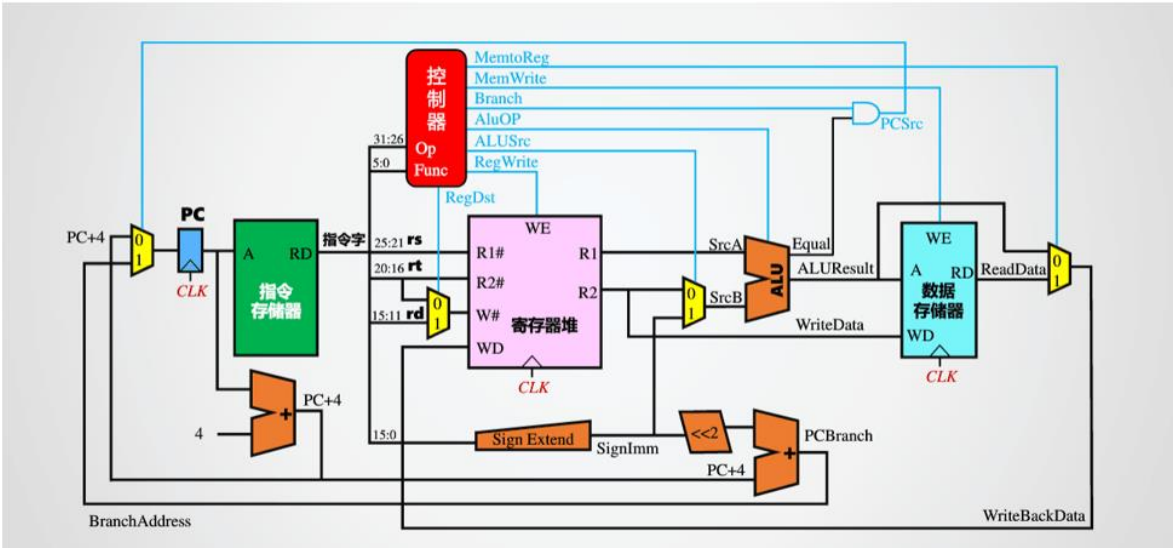 MemtoReg
MemWrite
Branch
AluOP
ALUSrc
RegWrite
RegDst
PCSrc
控制器
Op
Func
31:26
5:0
PC+4
0
1
PC
CLK
A
RD
指令
存储器
指令字
25:21 rs
20:16 rt
15:11 rd
0
1
WE
R1#
R2#
W#
WD
R1
R2
寄存器堆
CLK
0
1
SrcA
SrcB
ALU
Equal
ALUResult
WriteData
WE
A
RD
数据
存储器
WD
CLK
ReadData
0
1
4
+
PC+4
15:0
Sign Extend
SignImm
<<2
PC+4
+
PCBranch
BranchAddress
WriteBackData